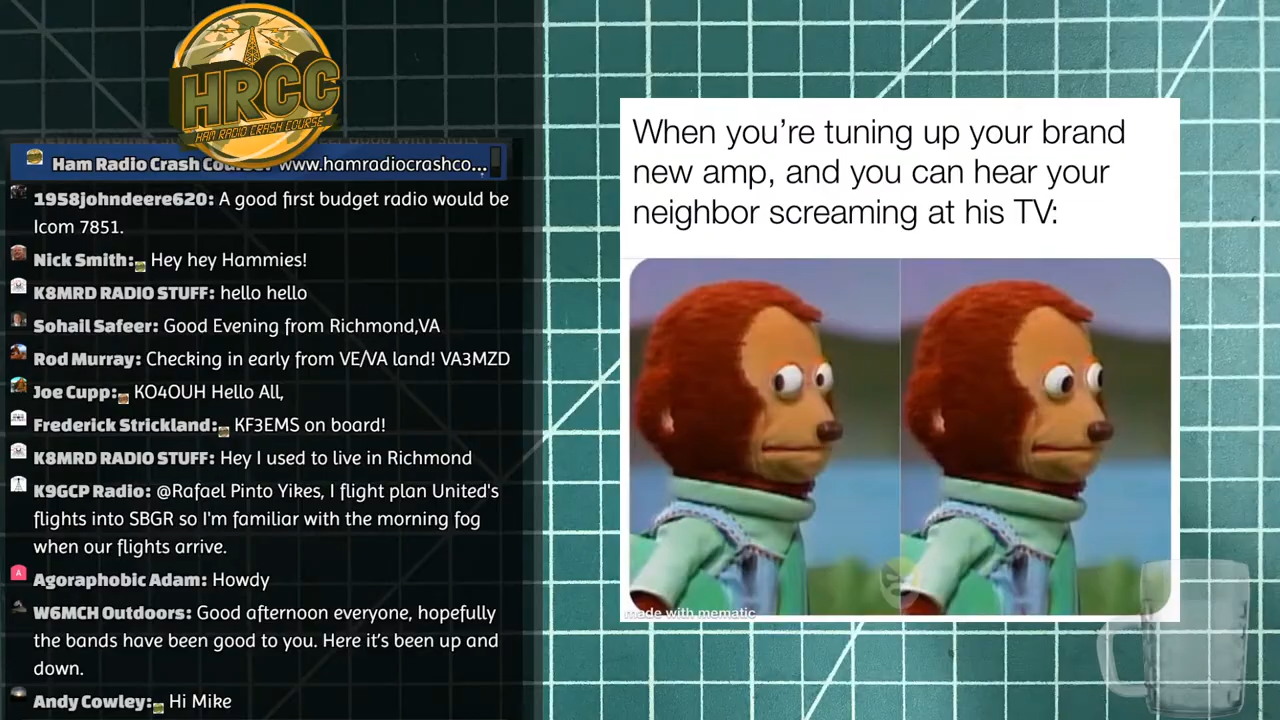 HRCC
HAM RADIO CRASH COURSE
Ham Radio Crash Co www.hamradiocrashco...
1958johndeere620: A good first budget radio would be
Icom 7851.
Nick Smith: Hey hey Hammies!
K8MRD RADIO STUFF: hello hello
Sohail Safeer: Good Evening from Richmond,VA
Rod Murray: Checking in early from VE/VA land! VA3MZD
Joe Cupp: KO4OUH Hello All,
Frederick Strickland: KF3EMS on board!
K8MRD RADIO STUFF: Hey I used to live in Richmond
K9GCP Radio: @Rafael Pinto Yikes, I flight plan United's
flights into SBGR so I'm familiar with the morning fog
when our flights arrive.
A
Agoraphobic Adam: Howdy
W6MCH Outdoors: Good afternoon everyone, hopefully
the bands have been good to you. Here it's been up and
down.
Andy Cowley: Hi Mike
When you're tuning up your brand
new amp, and you can hear your
neighbor screaming at his TV:
made with mematic